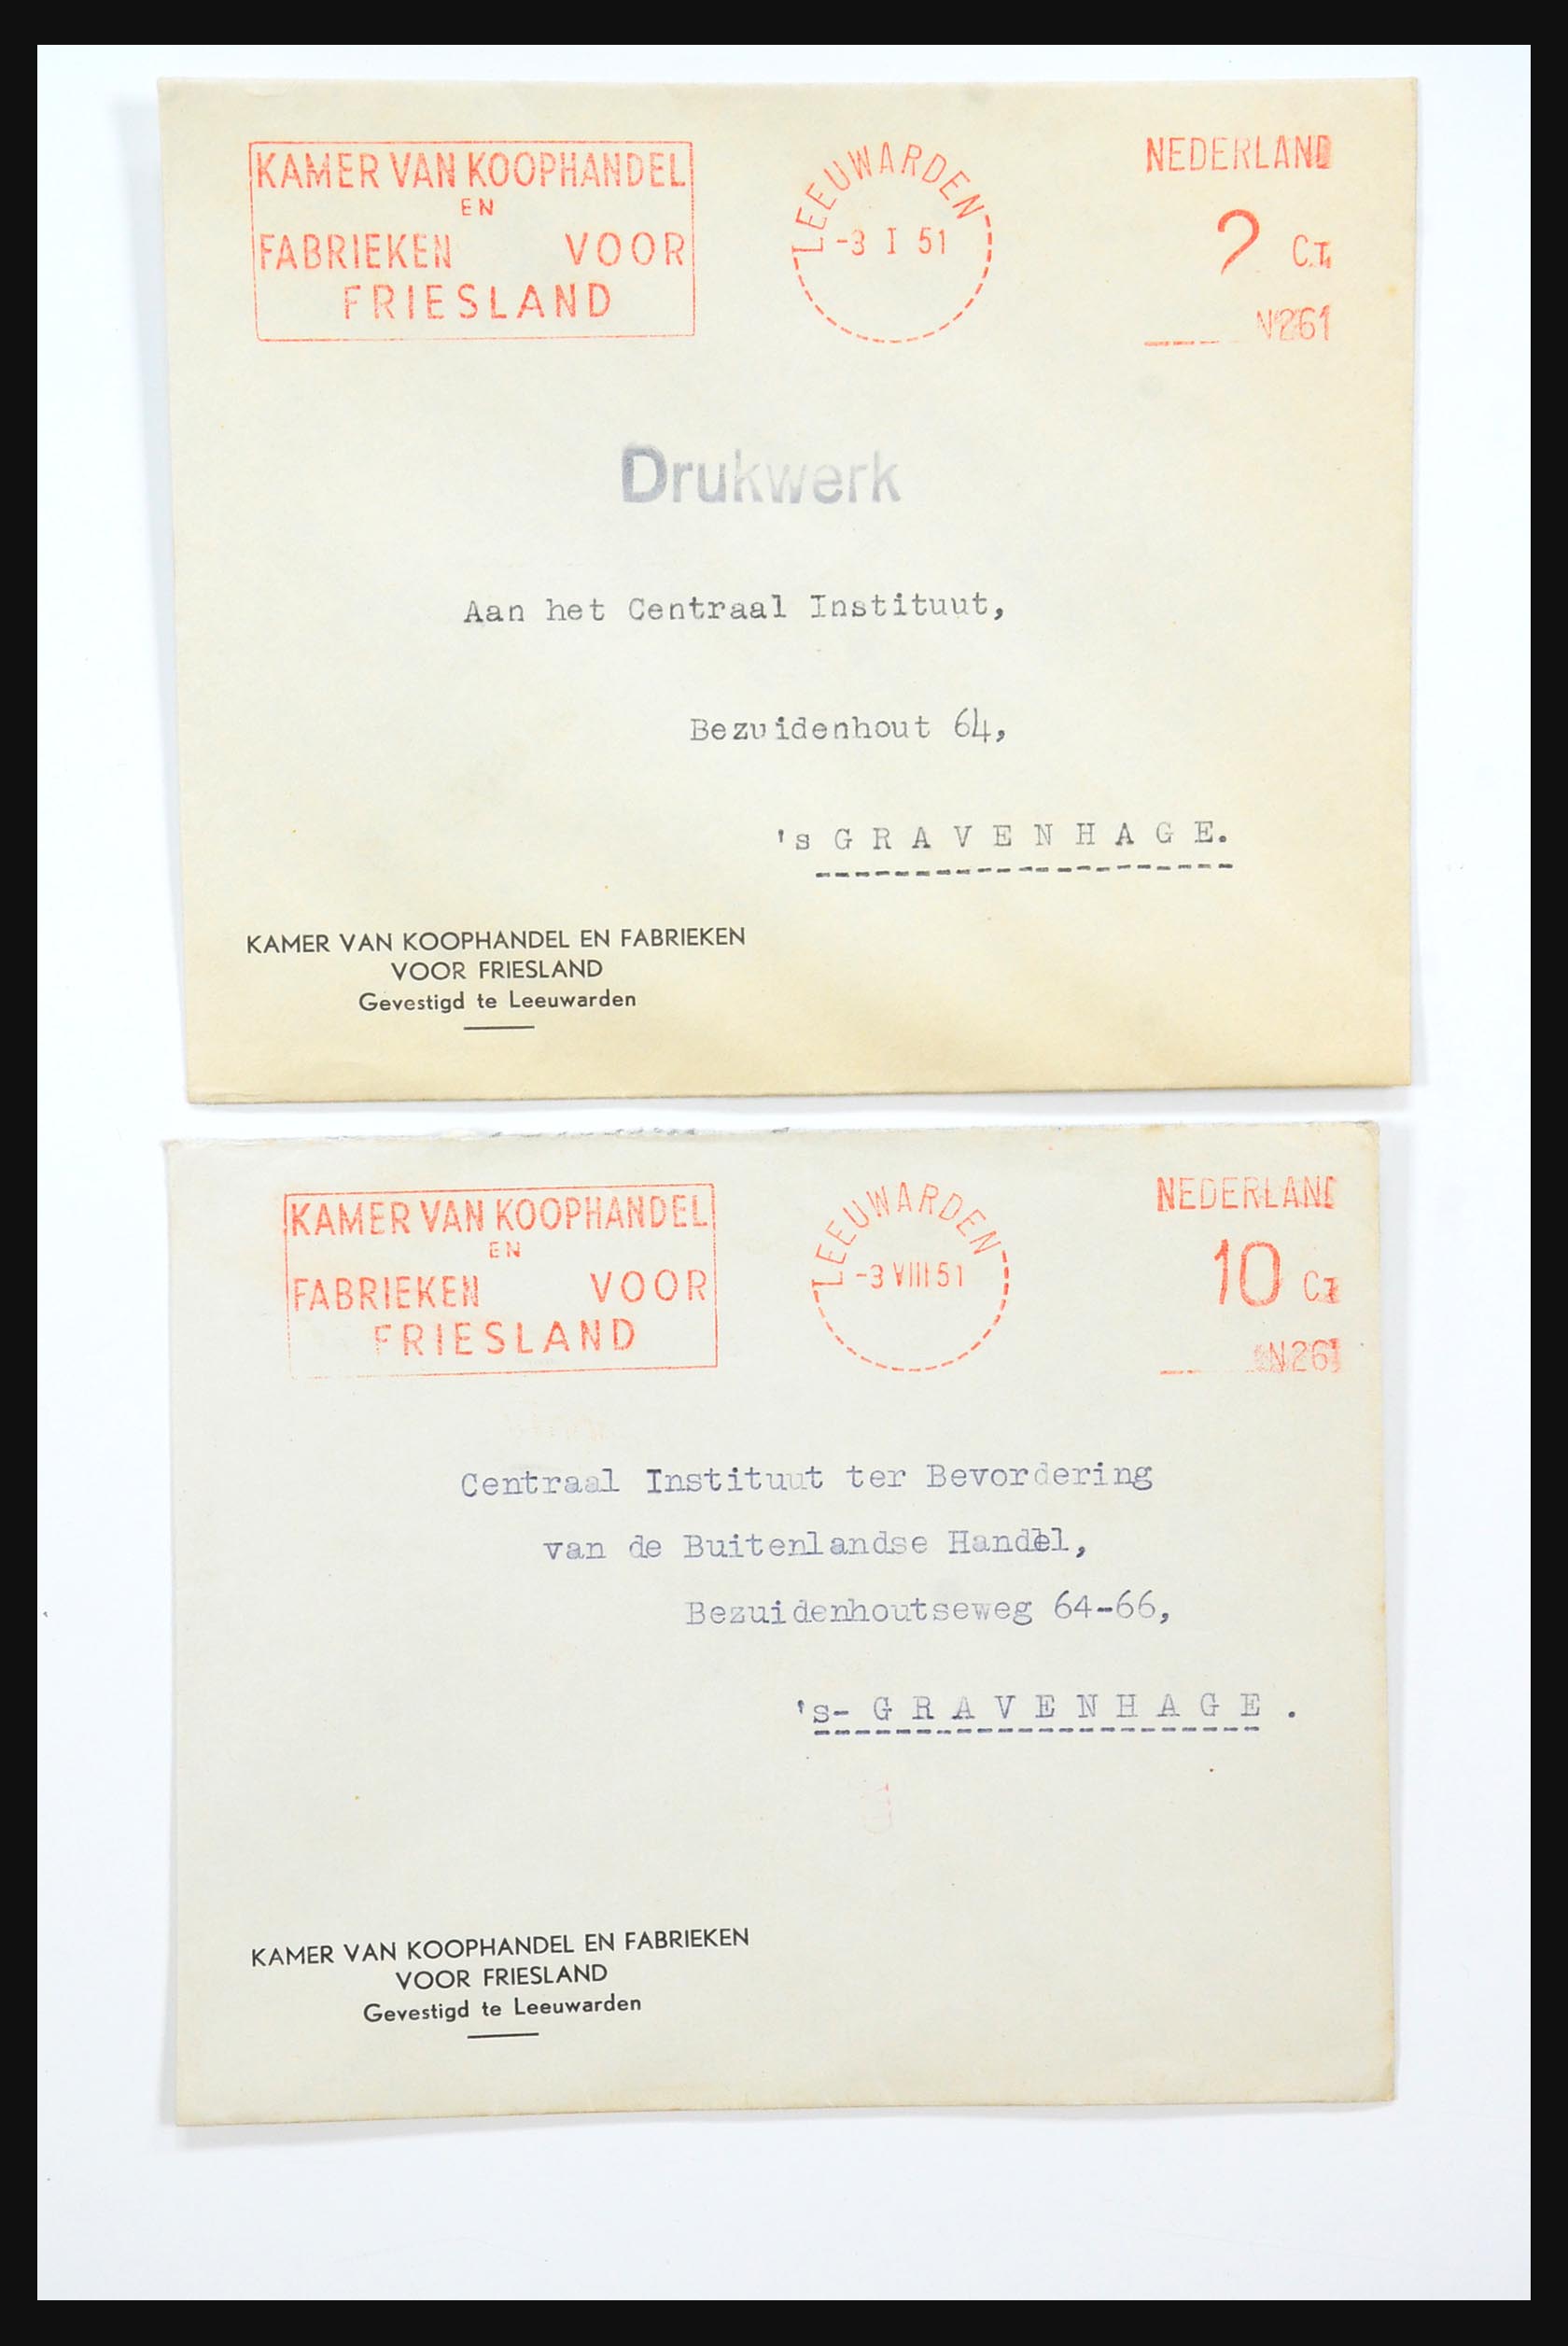 KAMER VAN KOOPHANDEL
EN
FABRIEKEN VOOR
FRIESLAND
LEEUWARDEN
-3 I 51
NEDERLAND
2 CT.
N261
Drukwerk
Aan het Centraal Instituut,
Bezuidenhout 64,
's G R A V E N H A G E.
KAMER VAN KOOPHANDEL EN FABRIEKEN
VOOR FRIESLAND
Gevestigd te Leeuwarden
KAMER VAN KOOPHANDEL
EN
FABRIEKEN VOOR
FRIESLAND
LEEUWARDEN
-3 VIII 51
NEDERLAND
10 CT
N261
Centraal Instituut ter Bevordering
van de Buitenlandse Handel,
Bezuidenhoutseweg 64-66,
's- G R A V E N H A G E .
KAMER VAN KOOPHANDEL EN FABRIEKEN
VOOR FRIESLAND
Gevestigd te Leeuwarden